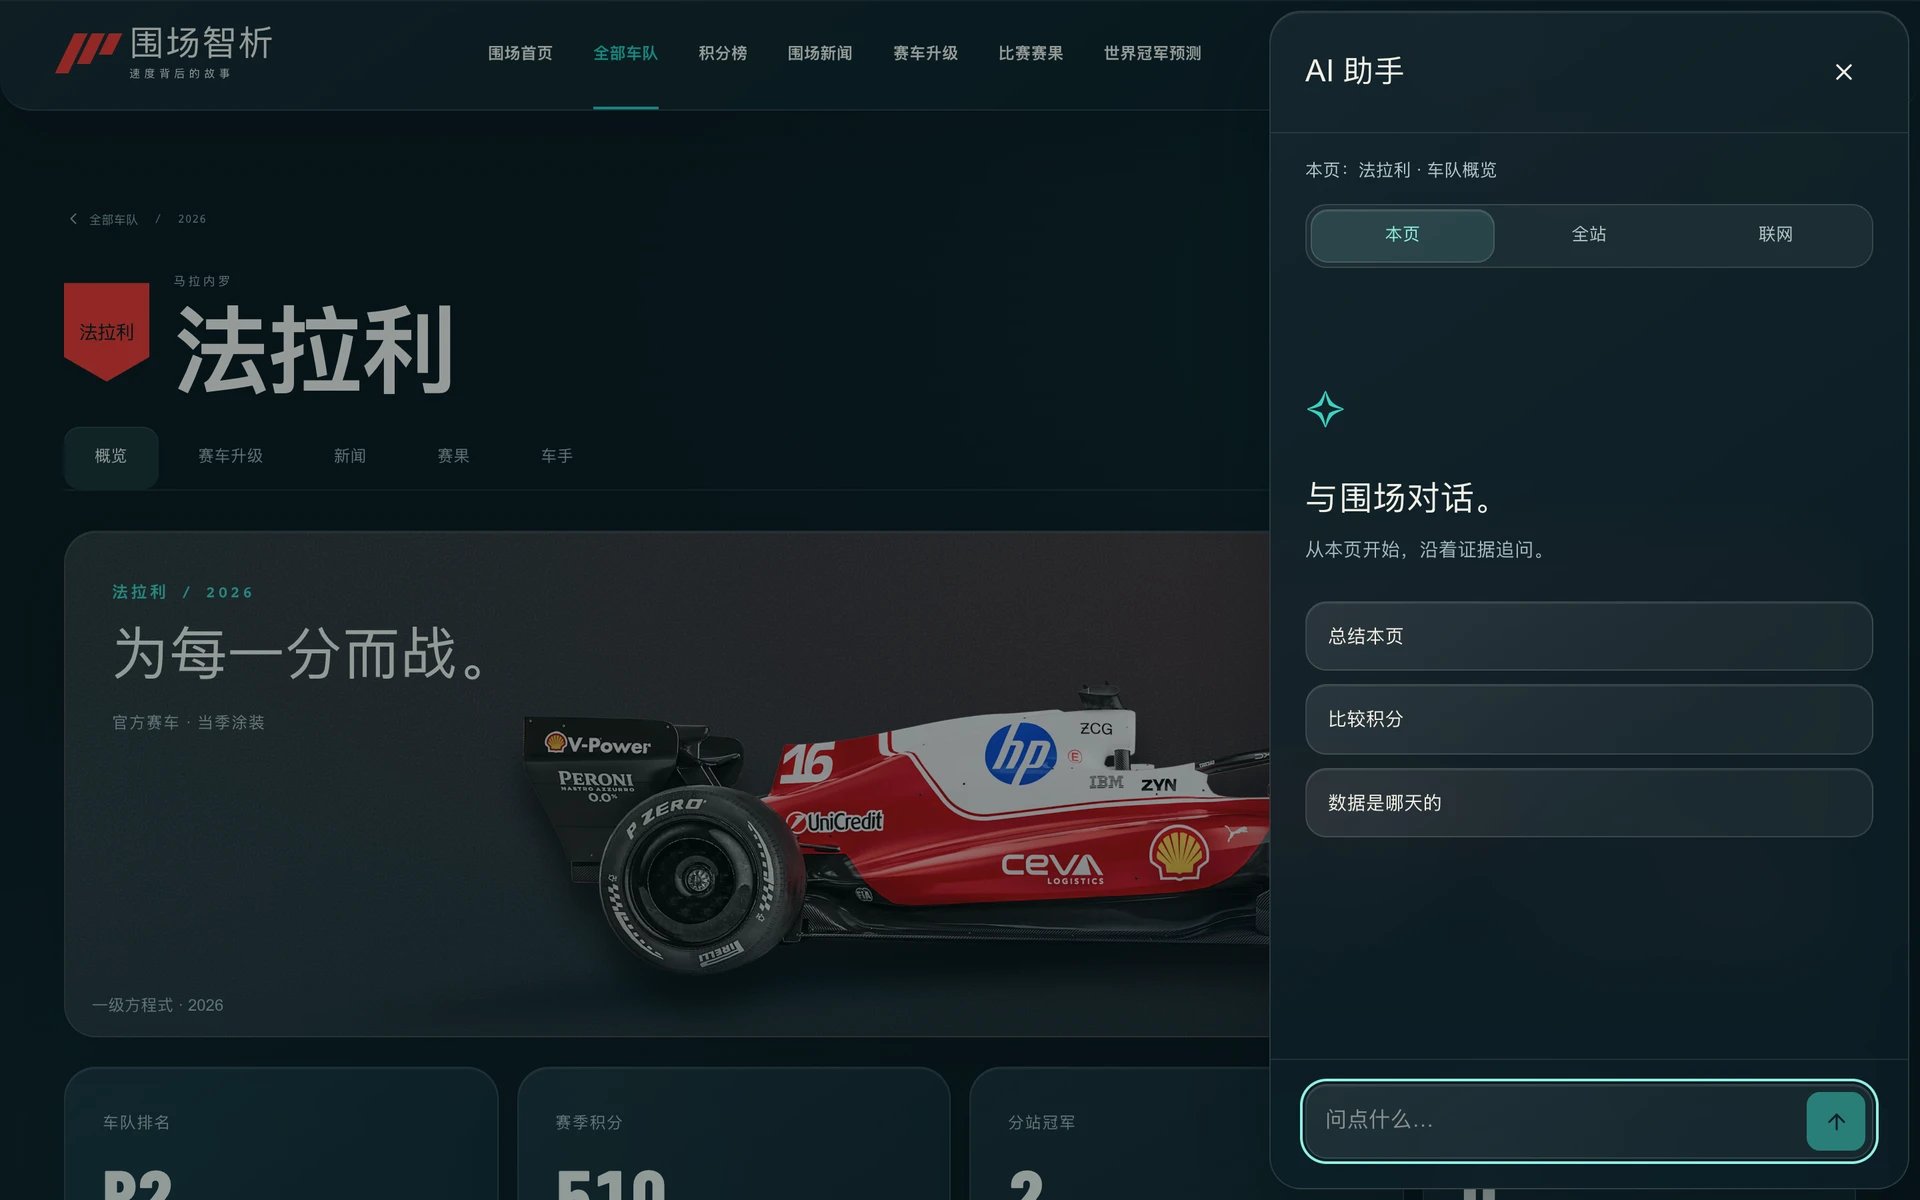 围场智析
速度背后的故事
围场首页
全部车队
积分榜
围场新闻
赛车升级
比赛赛果
世界冠军预测
全部车队 / 2026
马拉内罗
法拉利
法拉利
概览
赛车升级
新闻
赛果
车手
法拉利 / 2026
为每一分而战。
官方赛车 · 当季涂装
V-Power
PERONI
NASTRO AZZURRO
0.0%
P ZERO
PIRELLI
16
UniCredit
hp
ZCG
E
IBM
ZYN
CEVA
LOGISTICS
FIA
一级方程式 · 2026
车队排名
P2
赛季积分
510
分站冠军
2
AI 助手
本页：法拉利 · 车队概览
本页
全站
联网
与围场对话。
从本页开始，沿着证据追问。
总结本页
比较积分
数据是哪天的
问点什么…